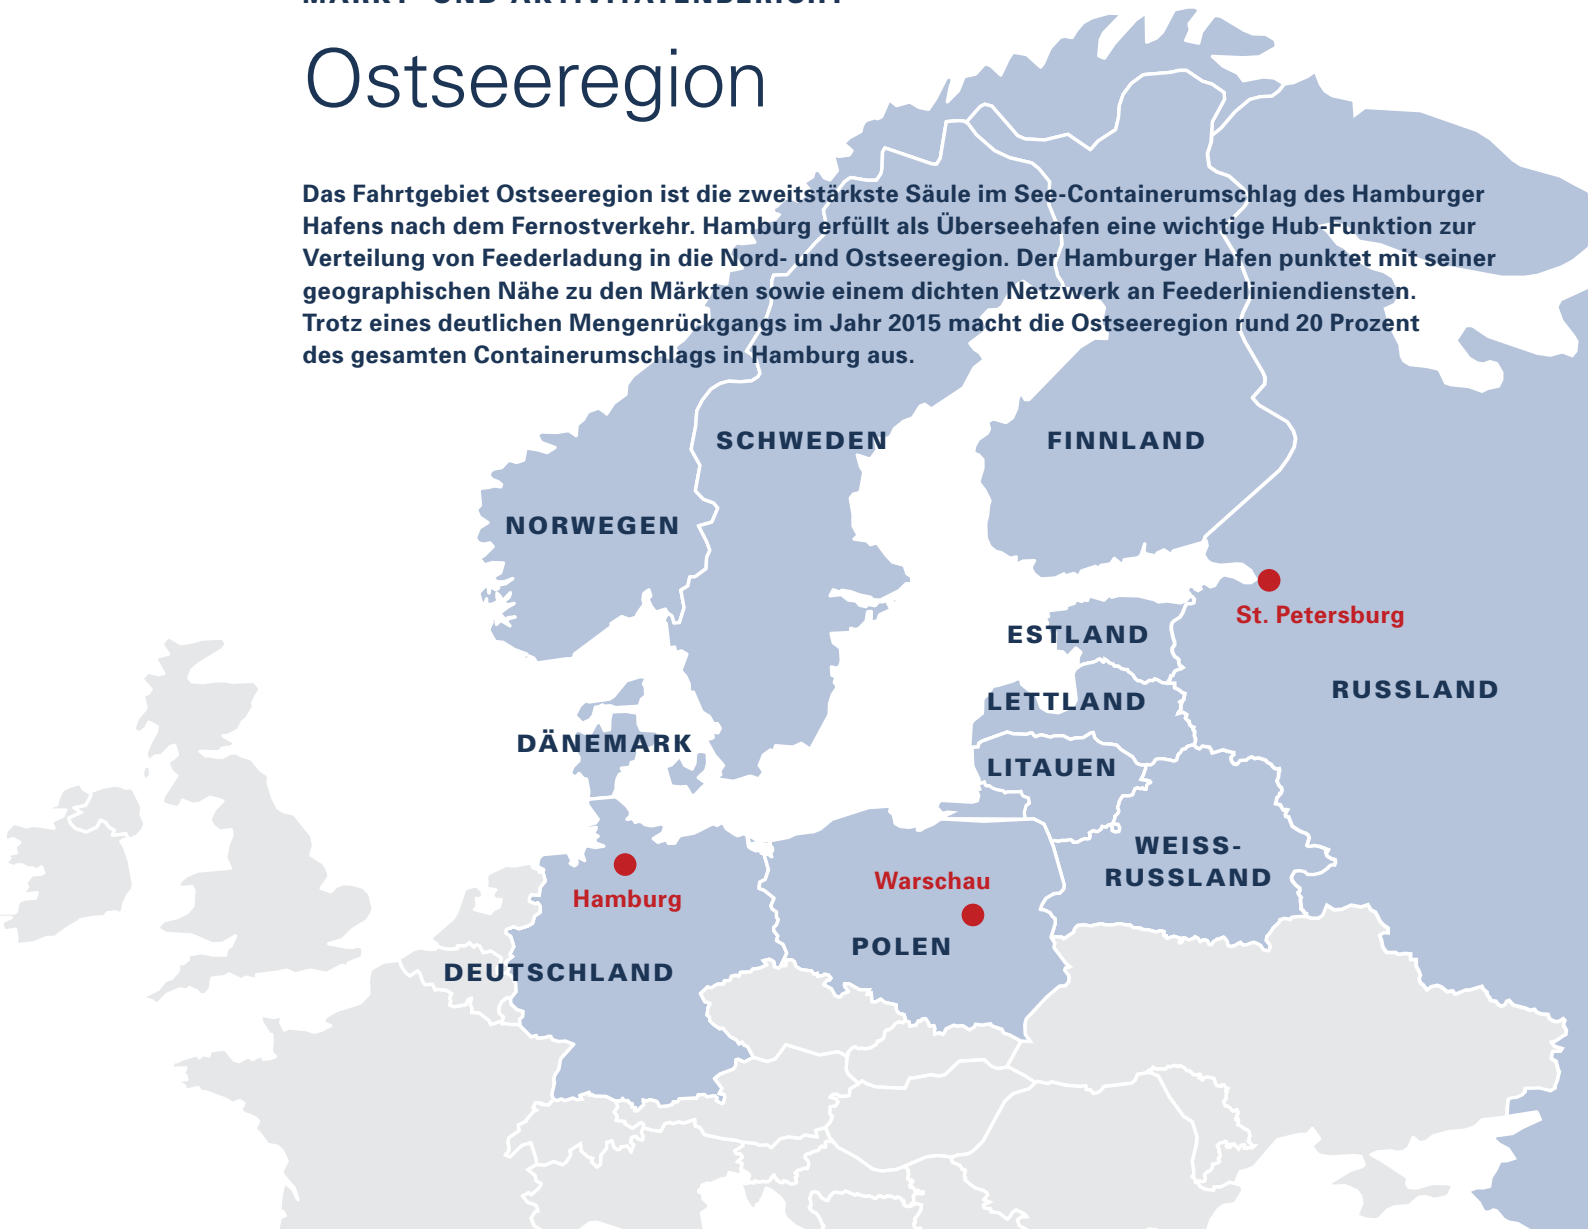 MARKT- UND AKTIVITÄTENBERICHT
Ostseeregion
Das Fahrtgebiet Ostseeregion ist die zweitstärkste Säule im See-Containerumschlag des Hamburger
Hafens nach dem Fernostverkehr. Hamburg erfüllt als Überseehafen eine wichtige Hub-Funktion zur
Verteilung von Feederladung in die Nord- und Ostseeregion. Der Hamburger Hafen punktet mit seiner
geographischen Nähe zu den Märkten sowie einem dichten Netzwerk an Feederliniendiensten.
Trotz eines deutlichen Mengenrückgangs im Jahr 2015 macht die Ostseeregion rund 20 Prozent
des gesamten Containerumschlags in Hamburg aus.
SCHWEDEN
FINNLAND
NORWEGEN
St. Petersburg
ESTLAND
RUSSLAND
LETTLAND
DÄNEMARK
LITAUEN
WEISS-
RUSSLAND
Warschau
Hamburg
POLEN
DEUTSCHLAND